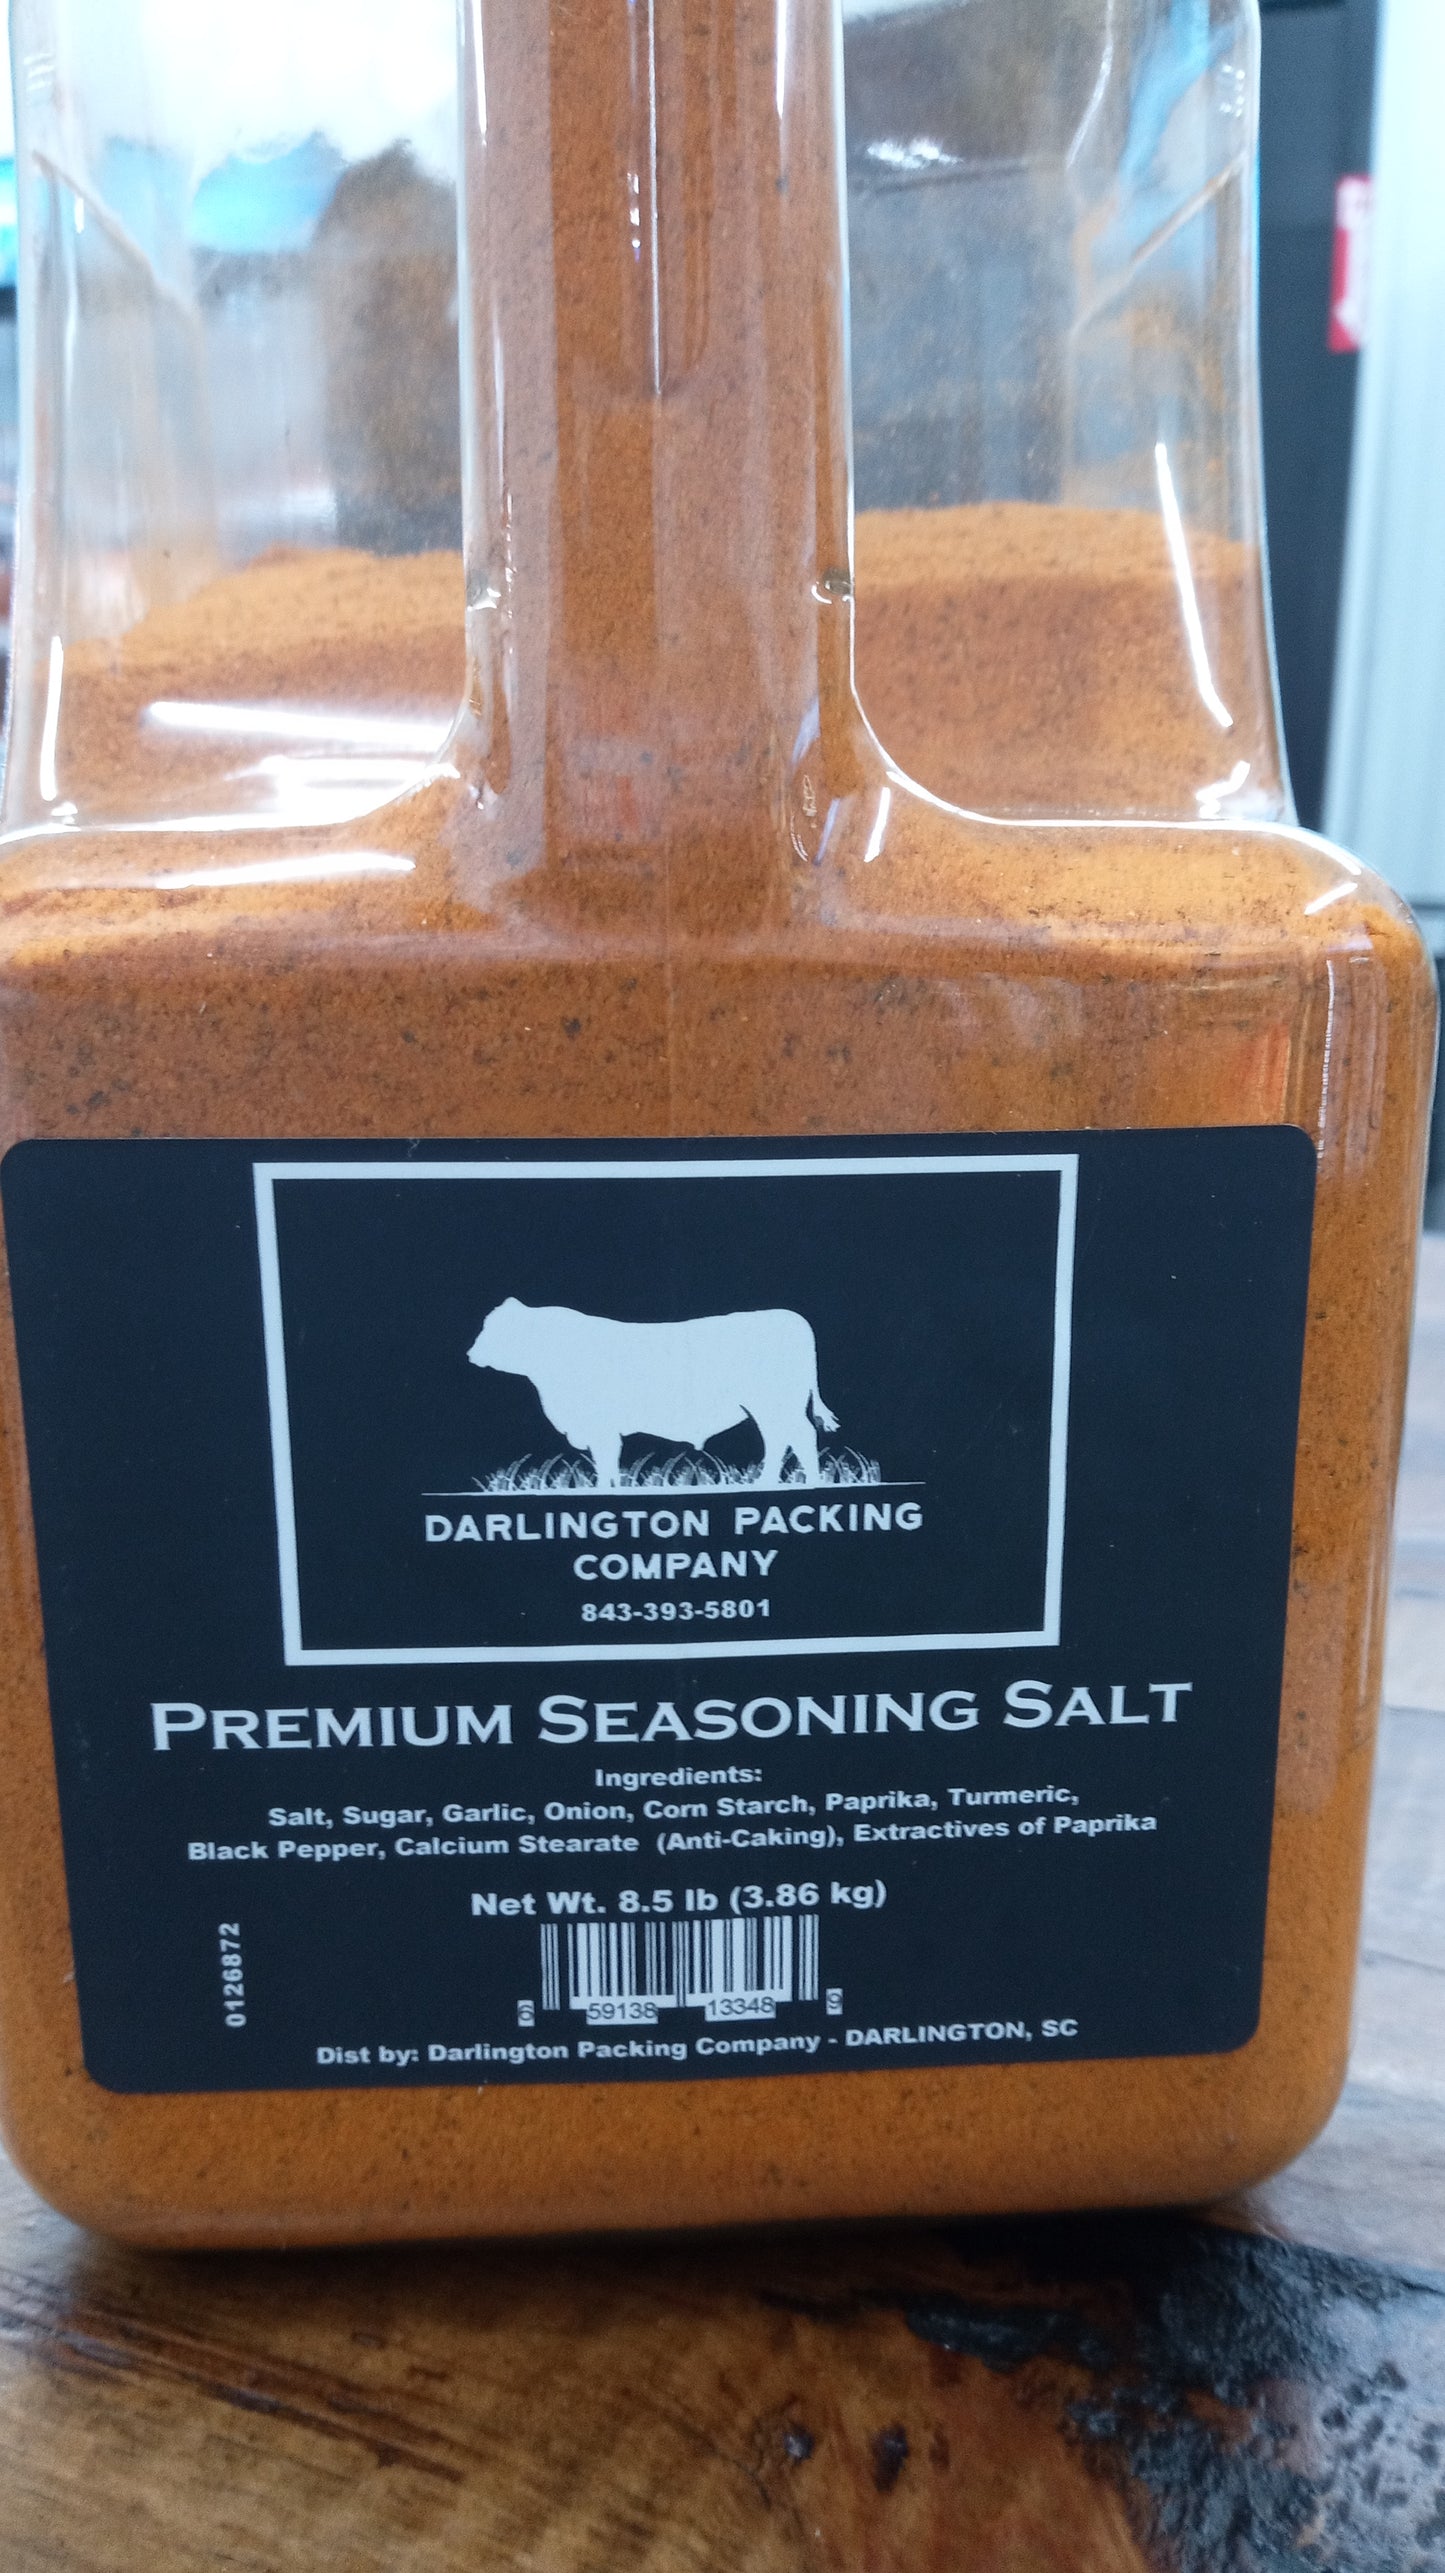 DARLINGTON PACKING
COMPANY
843-393-5801
PREMIUM SEASONING SALT
Ingredients:
Salt, Sugar, Garlic, Onion, Corn Starch, Paprika, Turmeric,
Black Pepper, Calcium Stearate (Anti-Caking), Extractives of Paprika
Net Wt. 8.5 lb (3.86 kg)
0126872
6 59138 13348 9
Dist by: Darlington Packing Company - DARLINGTON, SC